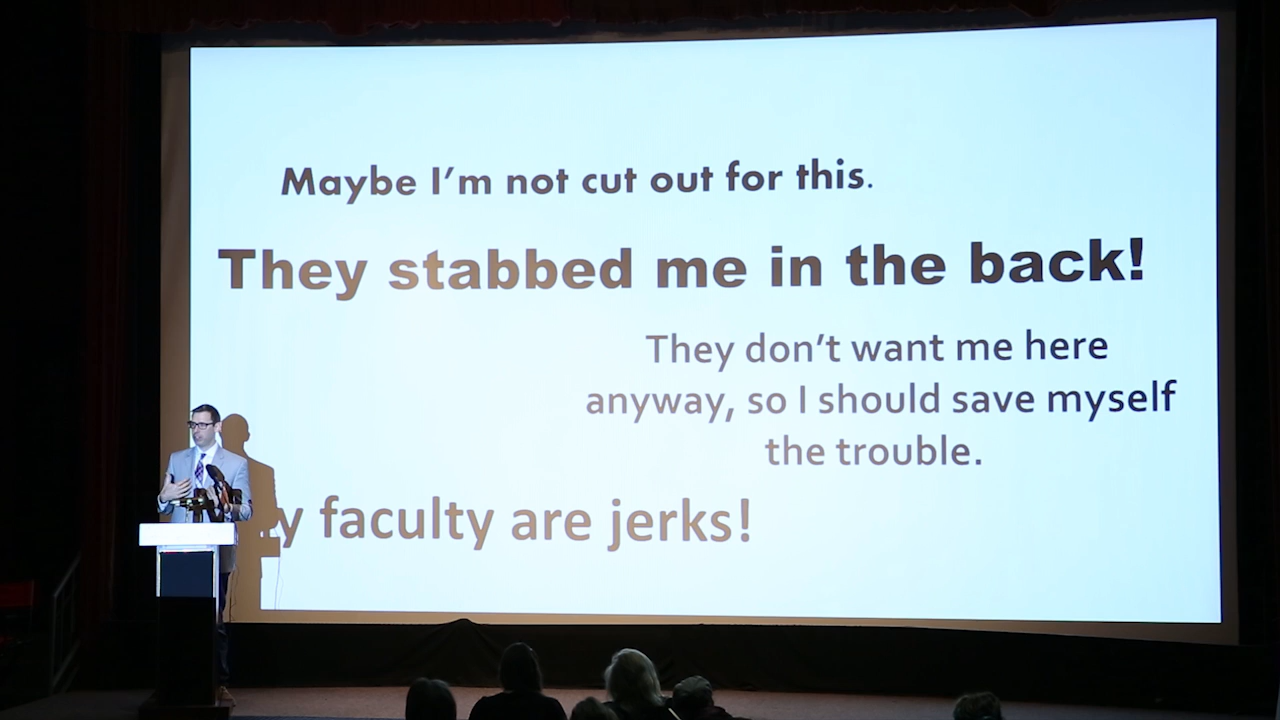 Maybe I'm not cut out for this.
They stabbed me in the back!
They don't want me here
anyway, so I should save myself
the trouble.
y faculty are jerks!